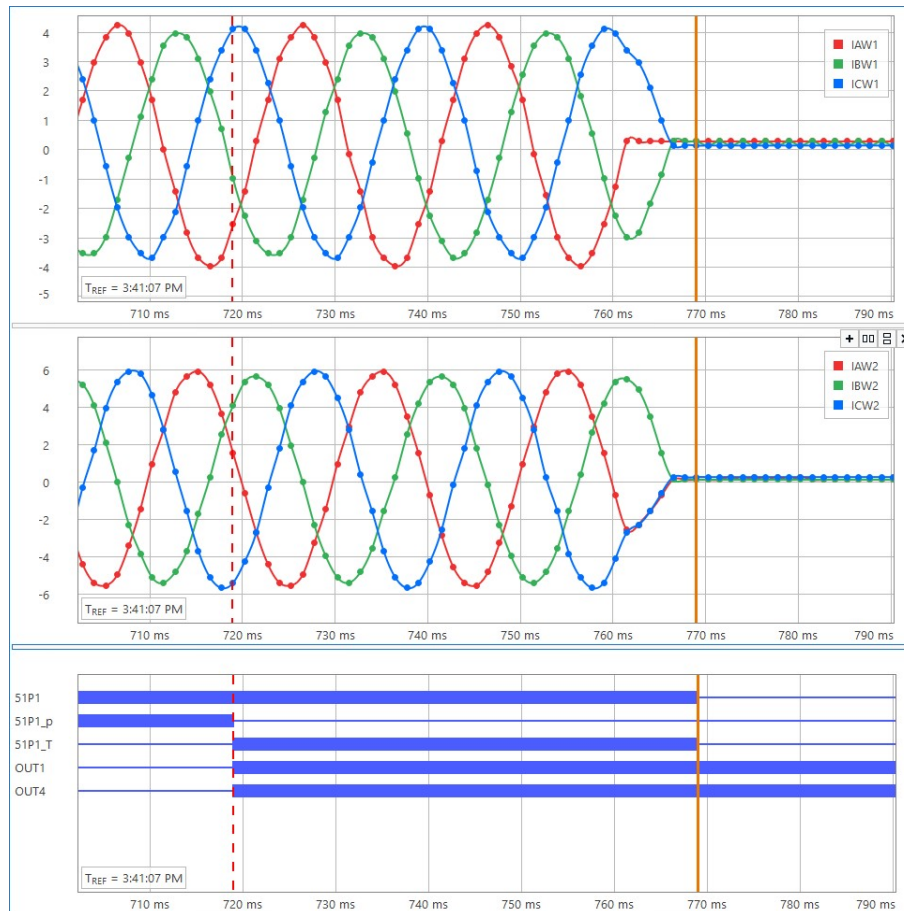 4
3
2
1
0
-1
-2
-3
-4
-5
IAW1
IBW1
ICW1
TREF = 3:41:07 PM
710 ms 720 ms 730 ms 740 ms 750 ms 760 ms 770 ms 780 ms 790 ms
6
4
2
0
-2
-4
-6
IAW2
IBW2
ICW2
TREF = 3:41:07 PM
710 ms 720 ms 730 ms 740 ms 750 ms 760 ms 770 ms 780 ms 790 ms
51P1
51P1_p
51P1_T
OUT1
OUT4
TREF = 3:41:07 PM
710 ms 720 ms 730 ms 740 ms 750 ms 760 ms 770 ms 780 ms 790 ms